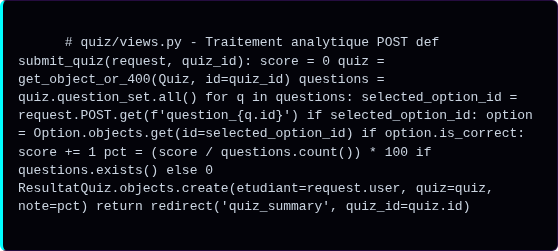 # quiz/views.py - Traitement analytique POST def
submit_quiz(request, quiz_id): score = 0 quiz =
get_object_or_400(Quiz, id=quiz_id) questions =
quiz.question_set.all() for q in questions: selected_option_id =
request.POST.get(f'question_{q.id}') if selected_option_id: option
= Option.objects.get(id=selected_option_id) if option.is_correct:
score += 1 pct = (score / questions.count()) * 100 if
questions.exists() else 0
ResultatQuiz.objects.create(etudiant=request.user, quiz=quiz,
note=pct) return redirect('quiz_summary', quiz_id=quiz.id)